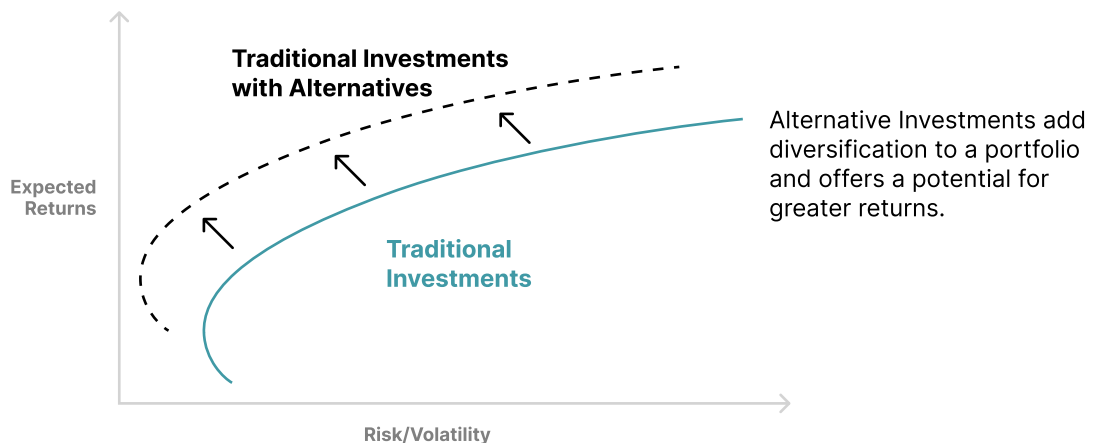 Traditional Investments
with Alternatives
Alternative Investments add
diversification to a portfolio
and offers a potential for
greater returns.
Expected
Returns
Traditional
Investments
Risk/Volatility